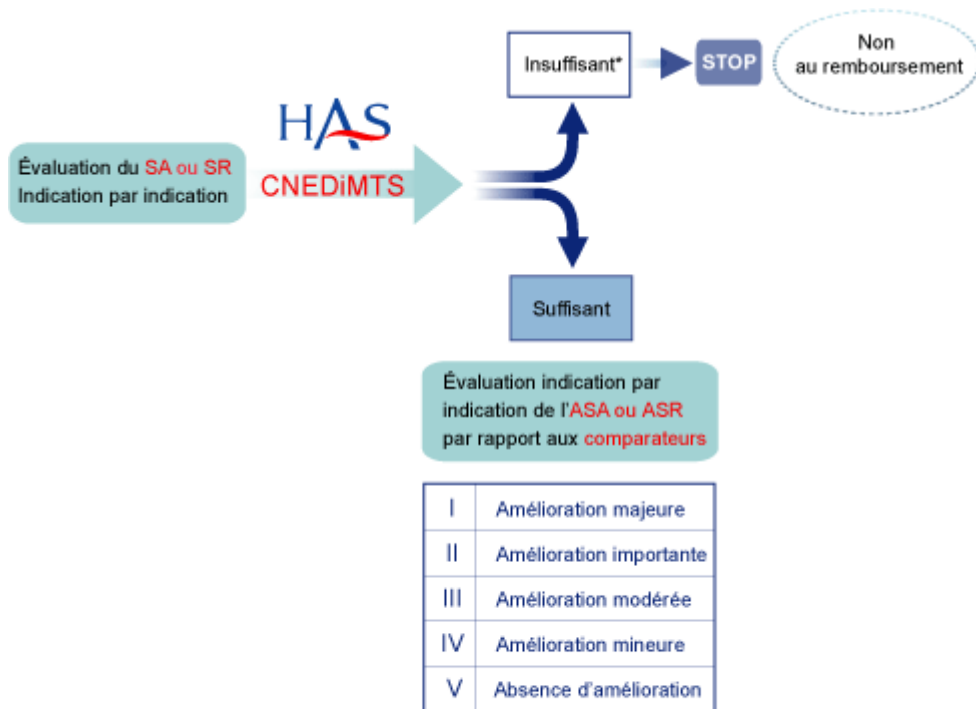 Insuffisant*
STOP
Non
au remboursement
HAS
Évaluation du SA ou SR
Indication par indication
CNEDiMTS
Suffisant
Évaluation indication par
indication de l'ASA ou ASR
par rapport aux comparateurs
I Amélioration majeure
II Amélioration importante
III Amélioration modérée
IV Amélioration mineure
V Absence d'amélioration